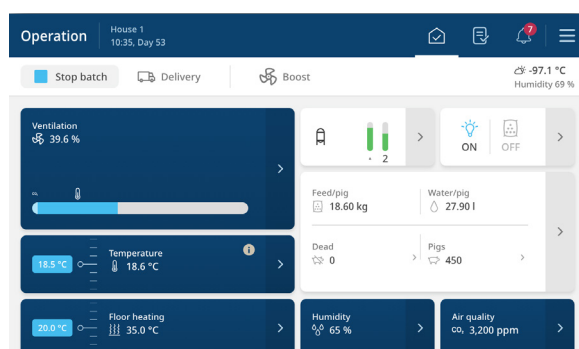 Operation
House 1
10:35, Day 53
7
Stop batch
Delivery
Boost
-97.1 °C
Humidity 69 %
Ventilation
39.6 %
2
ON
OFF
Feed/pig
18.60 kg
Water/pig
27.90 l
Dead
0
Pigs
450
18.5 °C
Temperature
18.6 °C
i
20.0 °C
Floor heating
35.0 °C
Humidity
65 %
Air quality
CO₂ 3,200 ppm